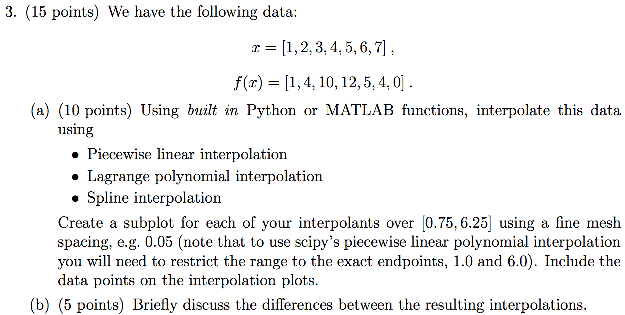 3. (15 points) We have the following data:
x = [1, 2, 3, 4, 5, 6, 7] ,
f(x) = [1, 4, 10, 12, 5, 4, 0] .
(a) (10 points) Using built in Python or MATLAB functions, interpolate this data
using
• Piecewise linear interpolation
• Lagrange polynomial interpolation
• Spline interpolation
Create a subplot for each of your interpolants over [0.75, 6.25] using a fine mesh
spacing, e.g. 0.05 (note that to use scipy's piecewise linear polynomial interpolation
you will need to restrict the range to the exact endpoints, 1.0 and 6.0). Include the
data points on the interpolation plots.
(b) (5 points) Briefly discuss the differences between the resulting interpolations.